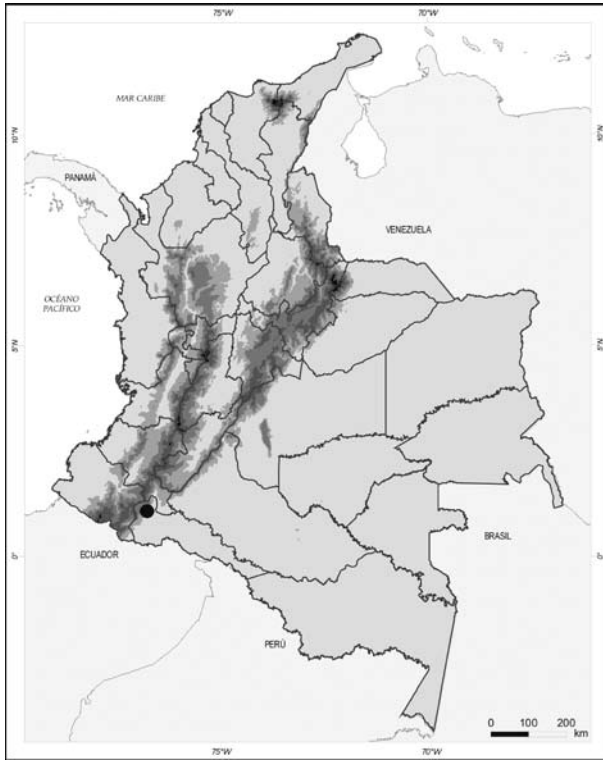 75°W 70°W
MAR CARIBE
10°N 10°N
PANAMÁ
VENEZUELA
OCÉANO
PACÍFICO
5°N 5°N
0° 0°
ECUADOR
BRASIL
PERÚ
0 100 200
km
75°W 70°W